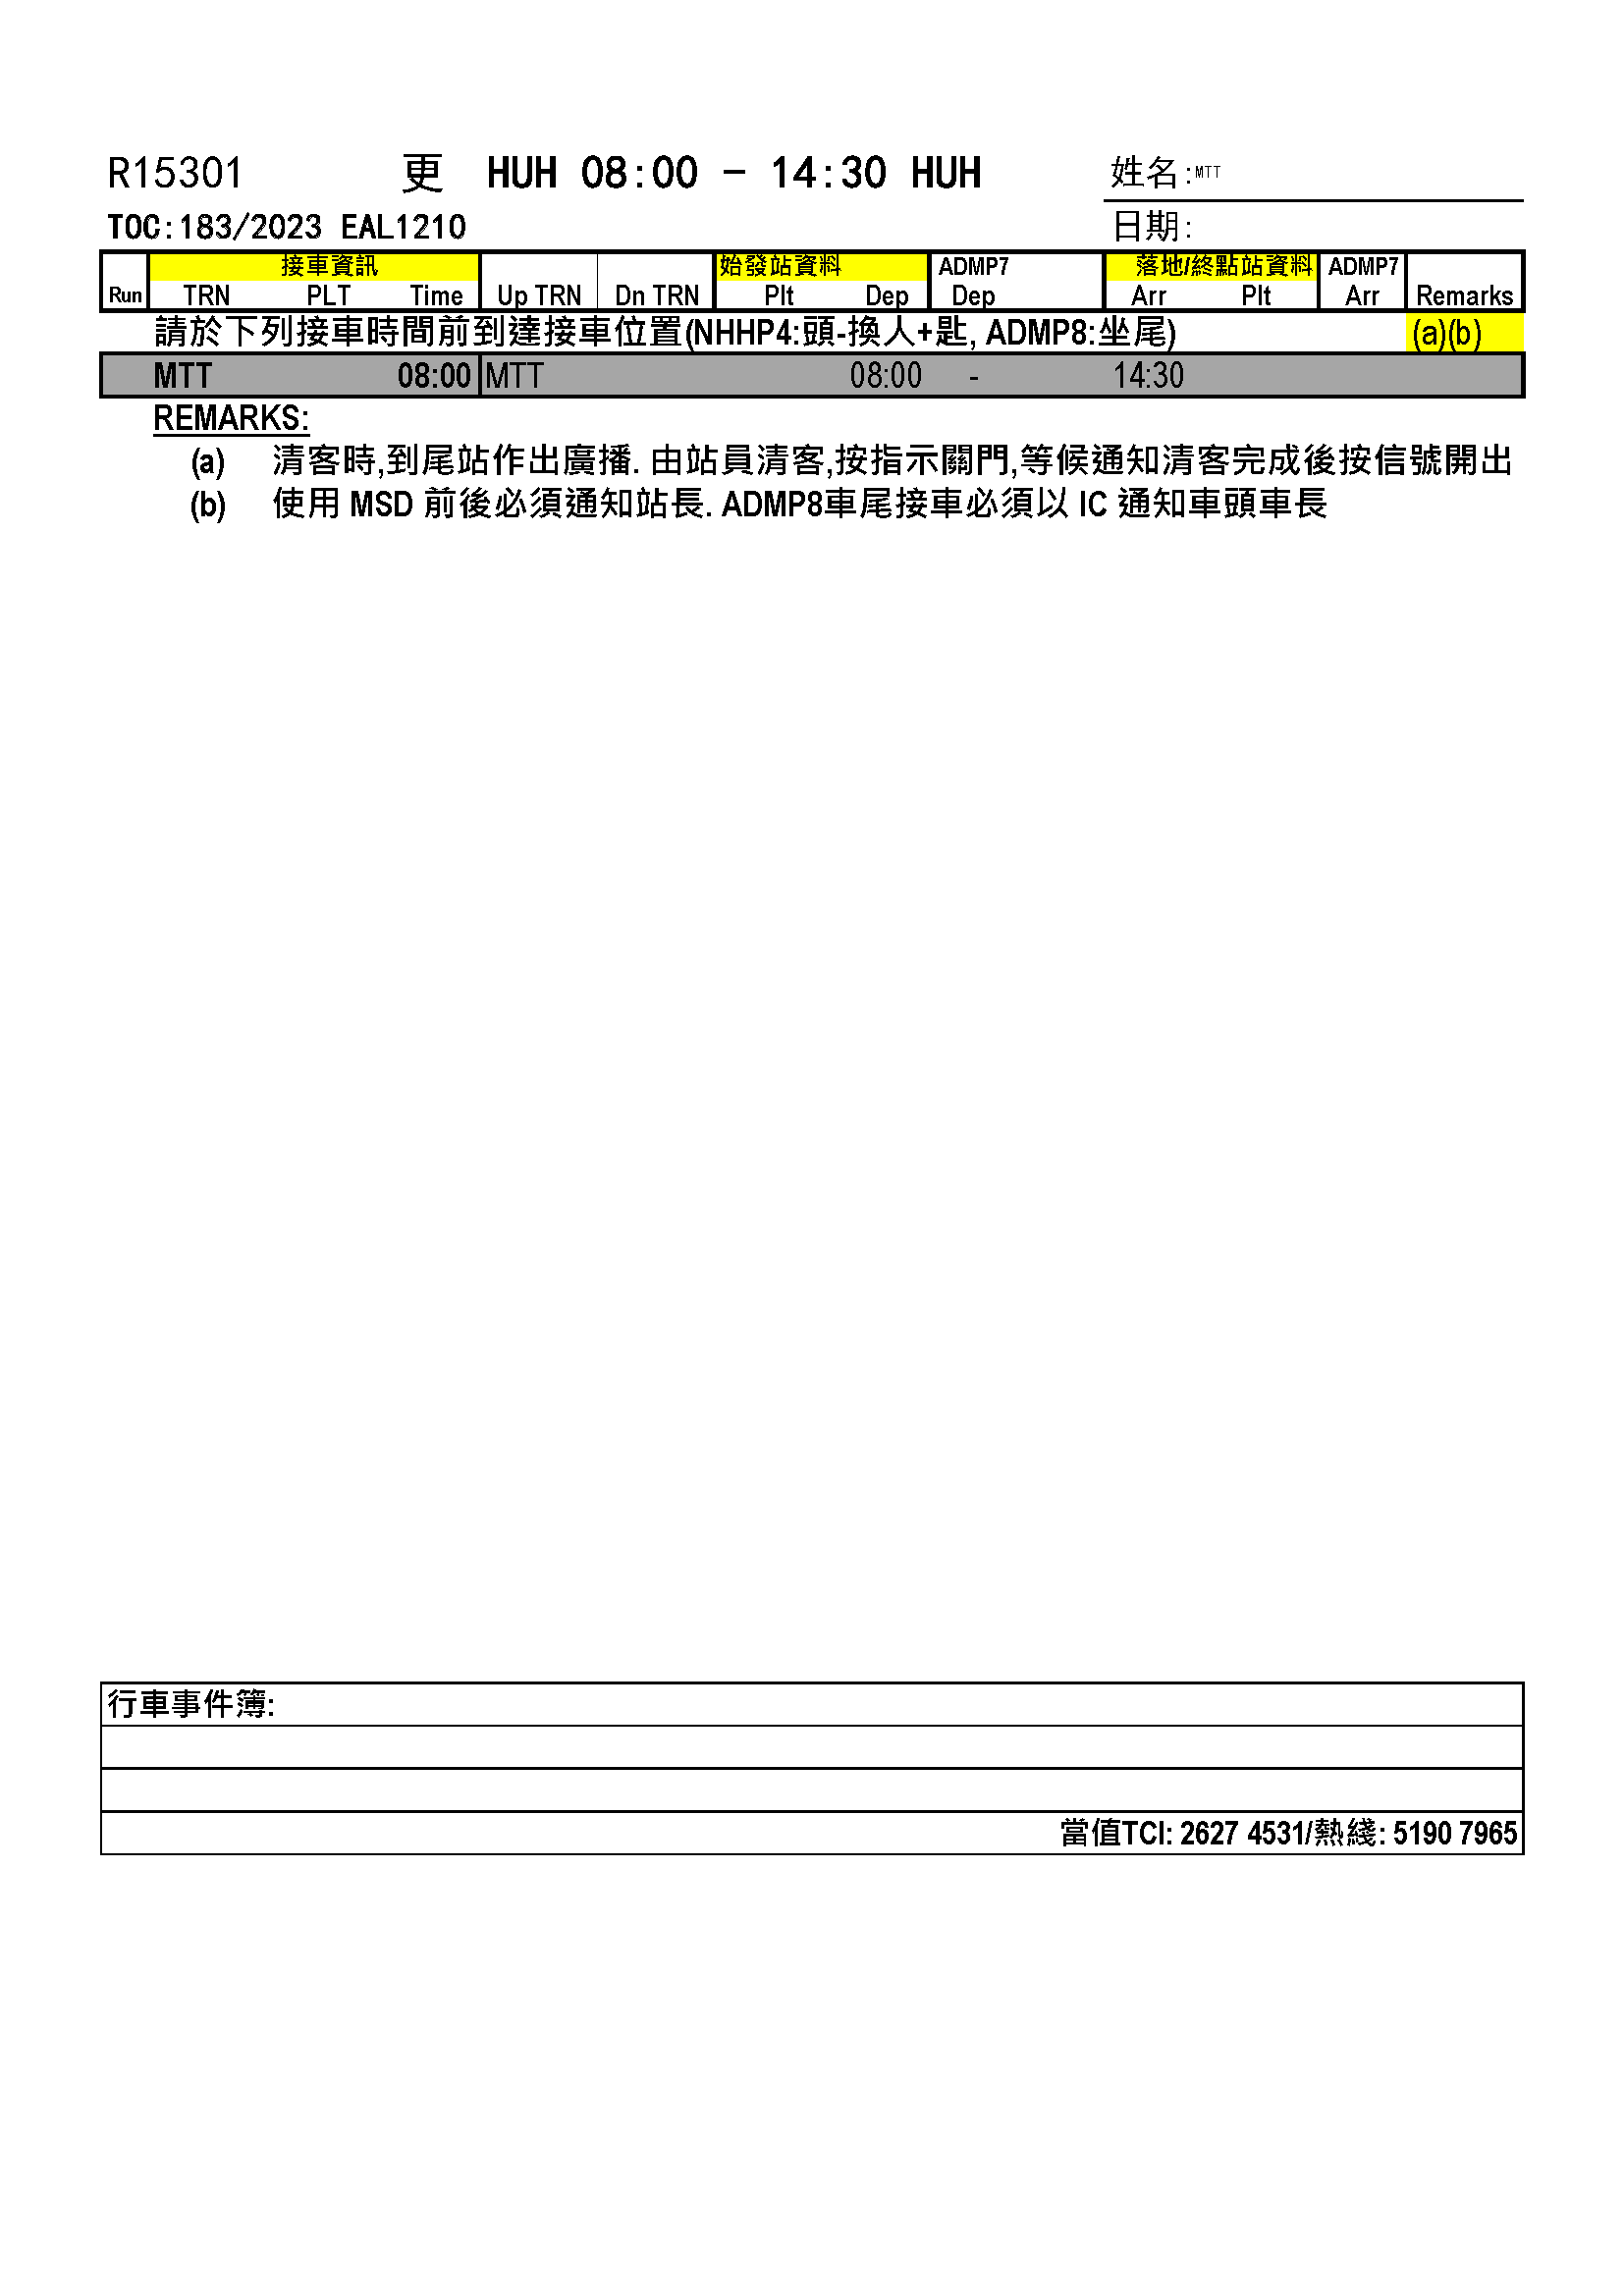 R15301 更 HUH 08:00 - 14:30 HUH 姓名:MTT
TOC:183/2023 EAL1210 日期:
接車資訊 始發站資料 ADMP7 落地/終點站資料 ADMP7
Run TRN PLT Time Up TRN Dn TRN Plt Dep Dep Arr Plt Arr Remarks
請於下列接車時間前到達接車位置(NHHP4:頭-換人+匙, ADMP8:坐尾) (a)(b)
MTT 08:00 MTT 08:00 - 14:30
REMARKS:
(a) 清客時,到尾站作出廣播. 由站員清客,按指示關門,等候通知清客完成後按信號開出
(b) 使用 MSD 前後必須通知站長. ADMP8車尾接車必須以 IC 通知車頭車長
行車事件簿:
當值TCI: 2627 4531/熱綫: 5190 7965